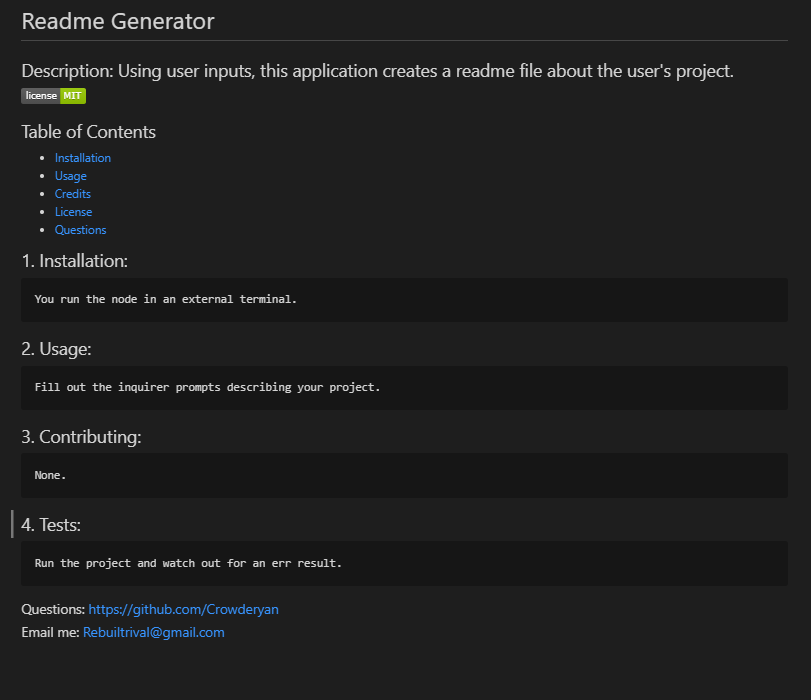 Readme Generator
Description: Using user inputs, this application creates a readme file about the user's project.
license MIT
Table of Contents
• Installation
• Usage
• Credits
• License
• Questions
1. Installation:
You run the node in an external terminal.
2. Usage:
Fill out the inquirer prompts describing your project.
3. Contributing:
None.
4. Tests:
Run the project and watch out for an err result.
Questions: https://github.com/Crowderyan
Email me: Rebuiltrival@gmail.com